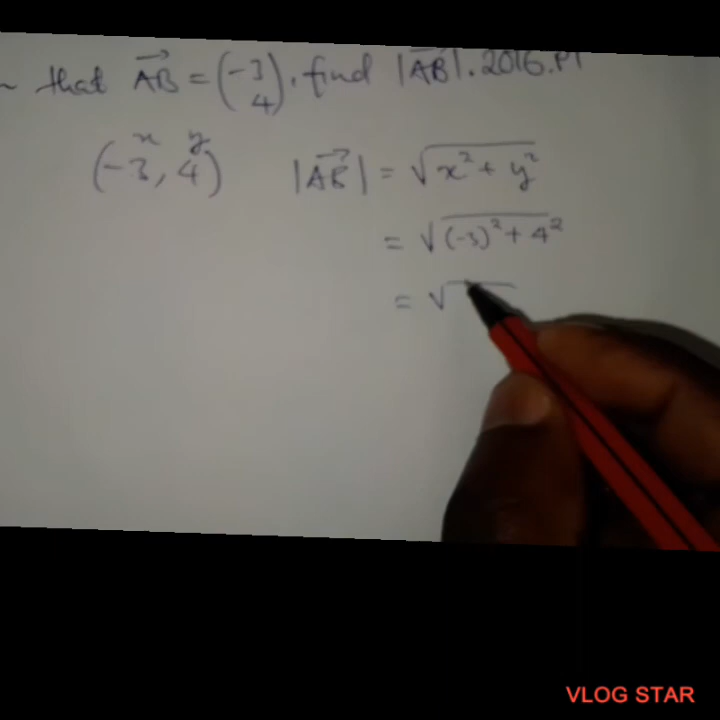 that AB→ = (-3 4). find |AB|. 2016. P1
x y
(-3, 4) |AB→| = √x² + y²
= √(-3)² + 4²
= √
VLOG STAR